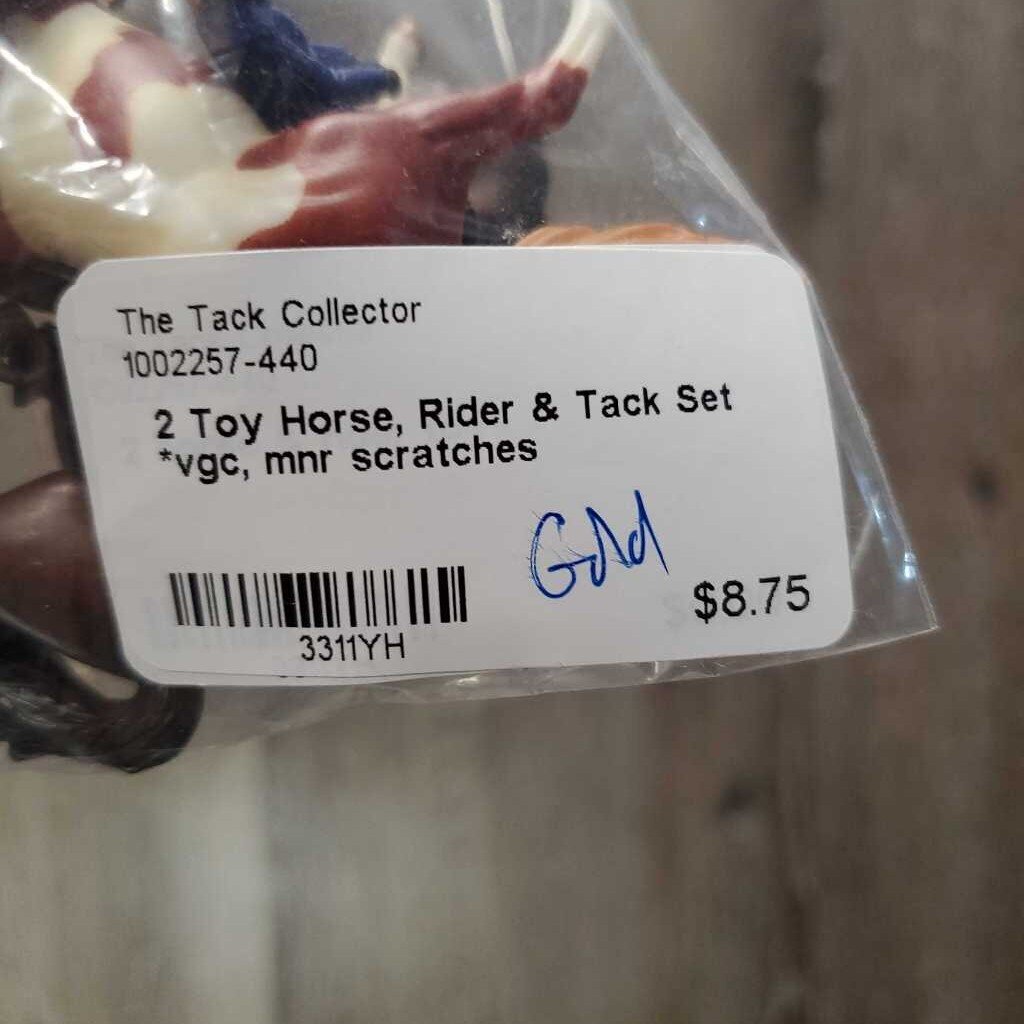 The Tack Collector
1002257-440
2 Toy Horse, Rider & Tack Set
*vgc, mnr scratches
Gold
$8.75
3311YH